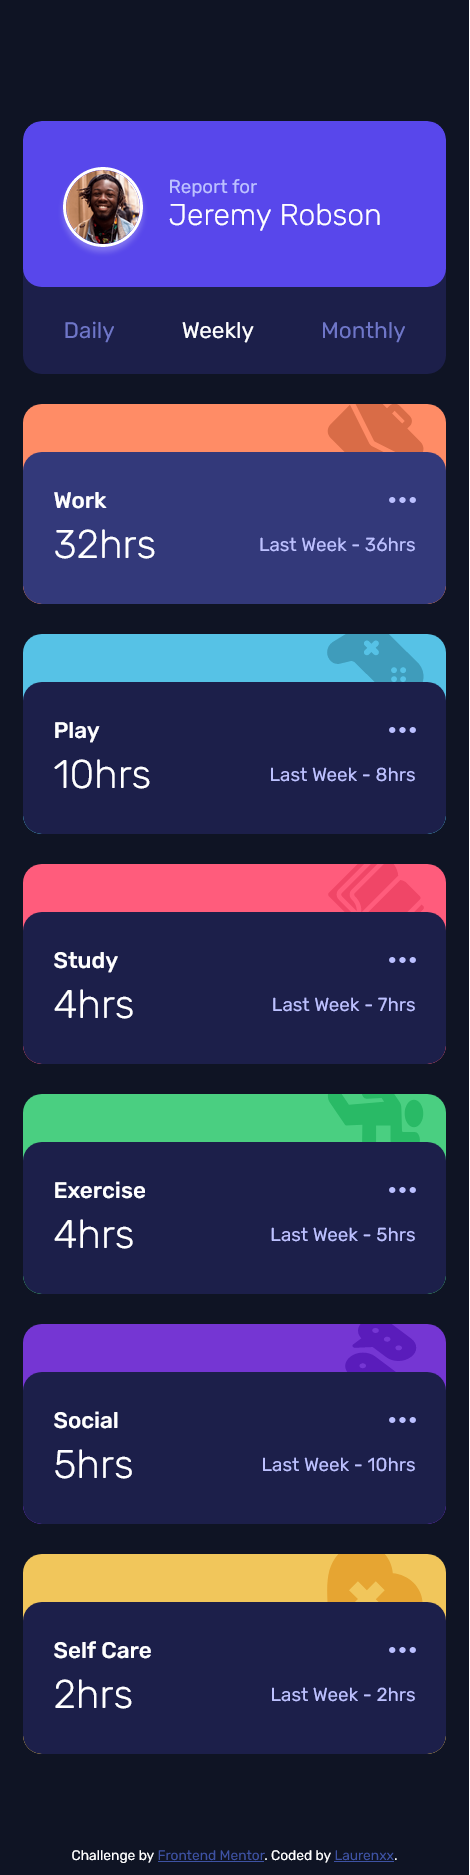 Report for
Jeremy Robson
Daily Weekly Monthly
Work
32hrs Last Week - 36hrs
Play
10hrs Last Week - 8hrs
Study
4hrs Last Week - 7hrs
Exercise
4hrs Last Week - 5hrs
Social
5hrs Last Week - 10hrs
Self Care
2hrs Last Week - 2hrs
Challenge by Frontend Mentor. Coded by Laurenxx.